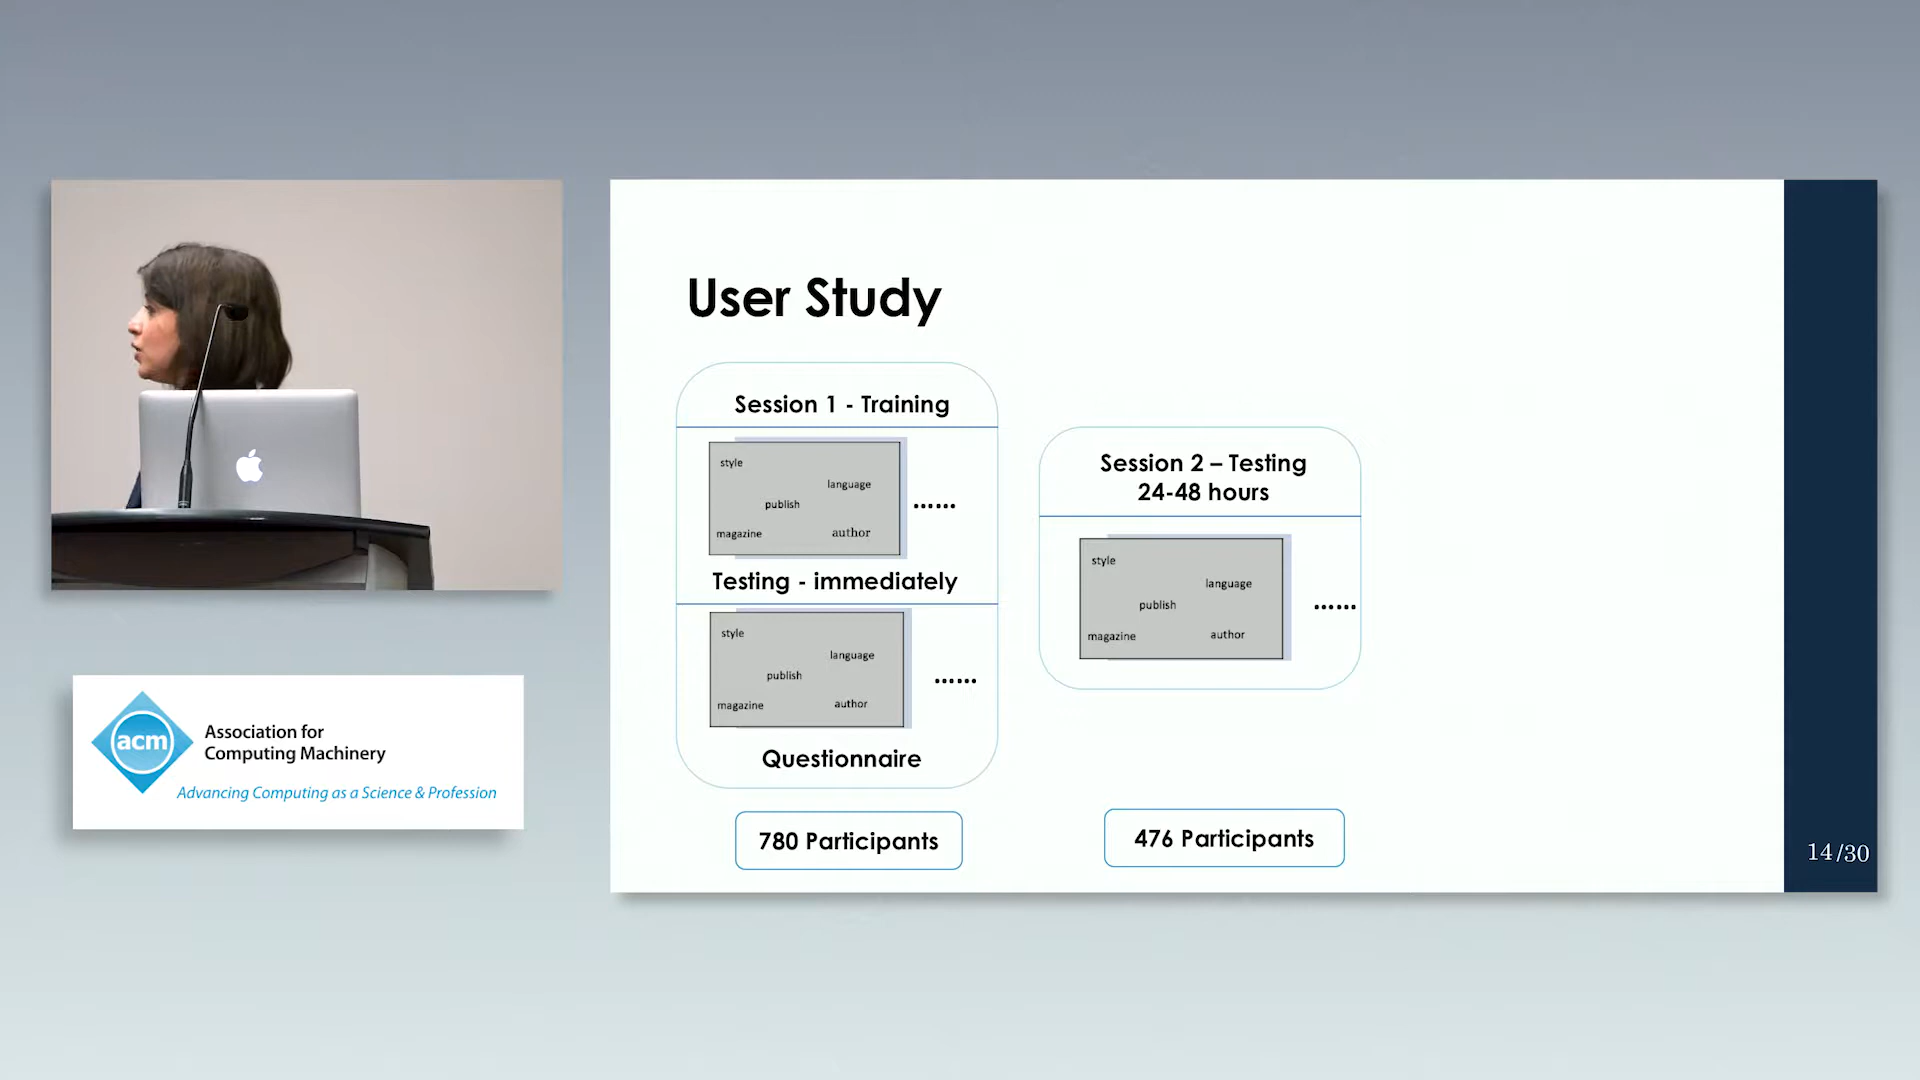 User Study
Session 1 - Training
style
language
publish
magazine
author
......
Testing - immediately
style
language
publish
magazine
author
......
Questionnaire
780 Participants
Session 2 – Testing
24-48 hours
style
language
publish
magazine
author
......
476 Participants
14/30
acm
Association for
Computing Machinery
Advancing Computing as a Science & Profession